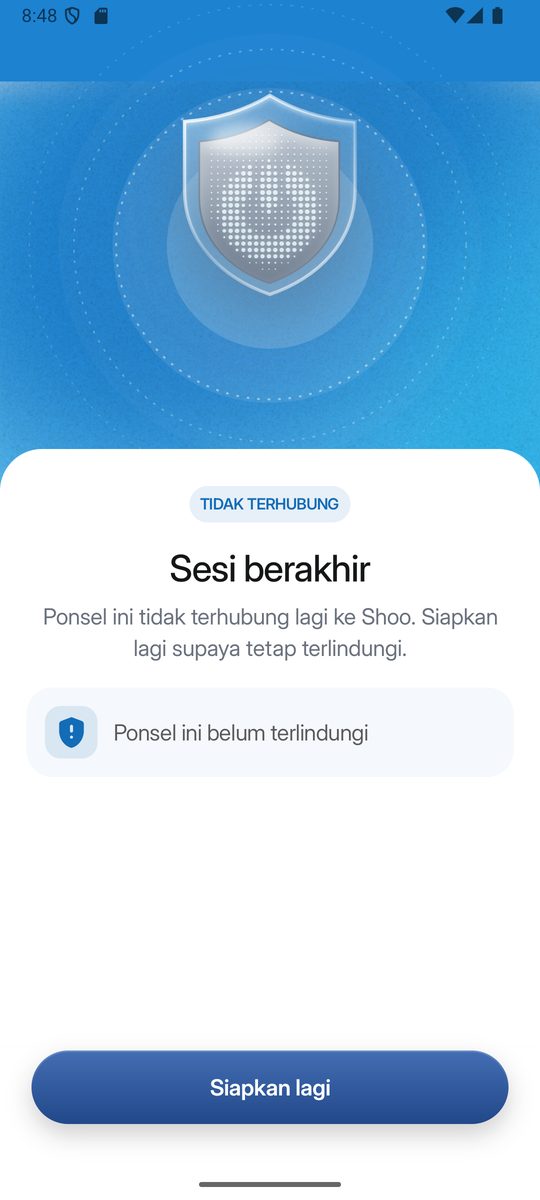 8:48
TIDAK TERHUBUNG
Sesi berakhir
Ponsel ini tidak terhubung lagi ke Shoo. Siapkan
lagi supaya tetap terlindungi.
Ponsel ini belum terlindungi
Siapkan lagi